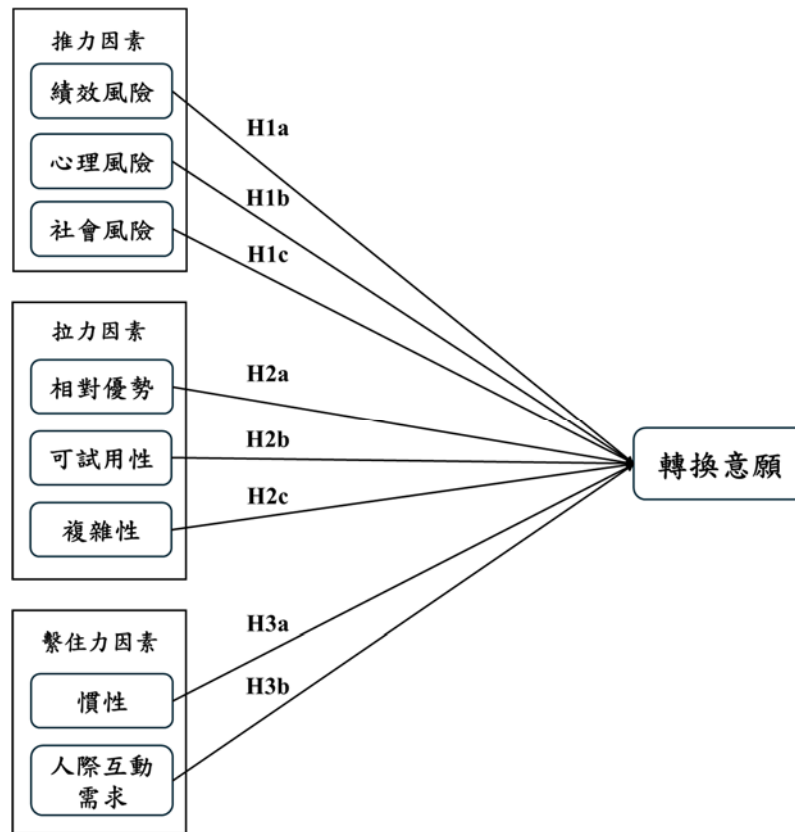 推力因素
績效風險
心理風險
社會風險
H1a
H1b
H1c
拉力因素
相對優勢
可試用性
複雜性
H2a
H2b
H2c
繫住力因素
慣性
人際互動
需求
H3a
H3b
轉換意願